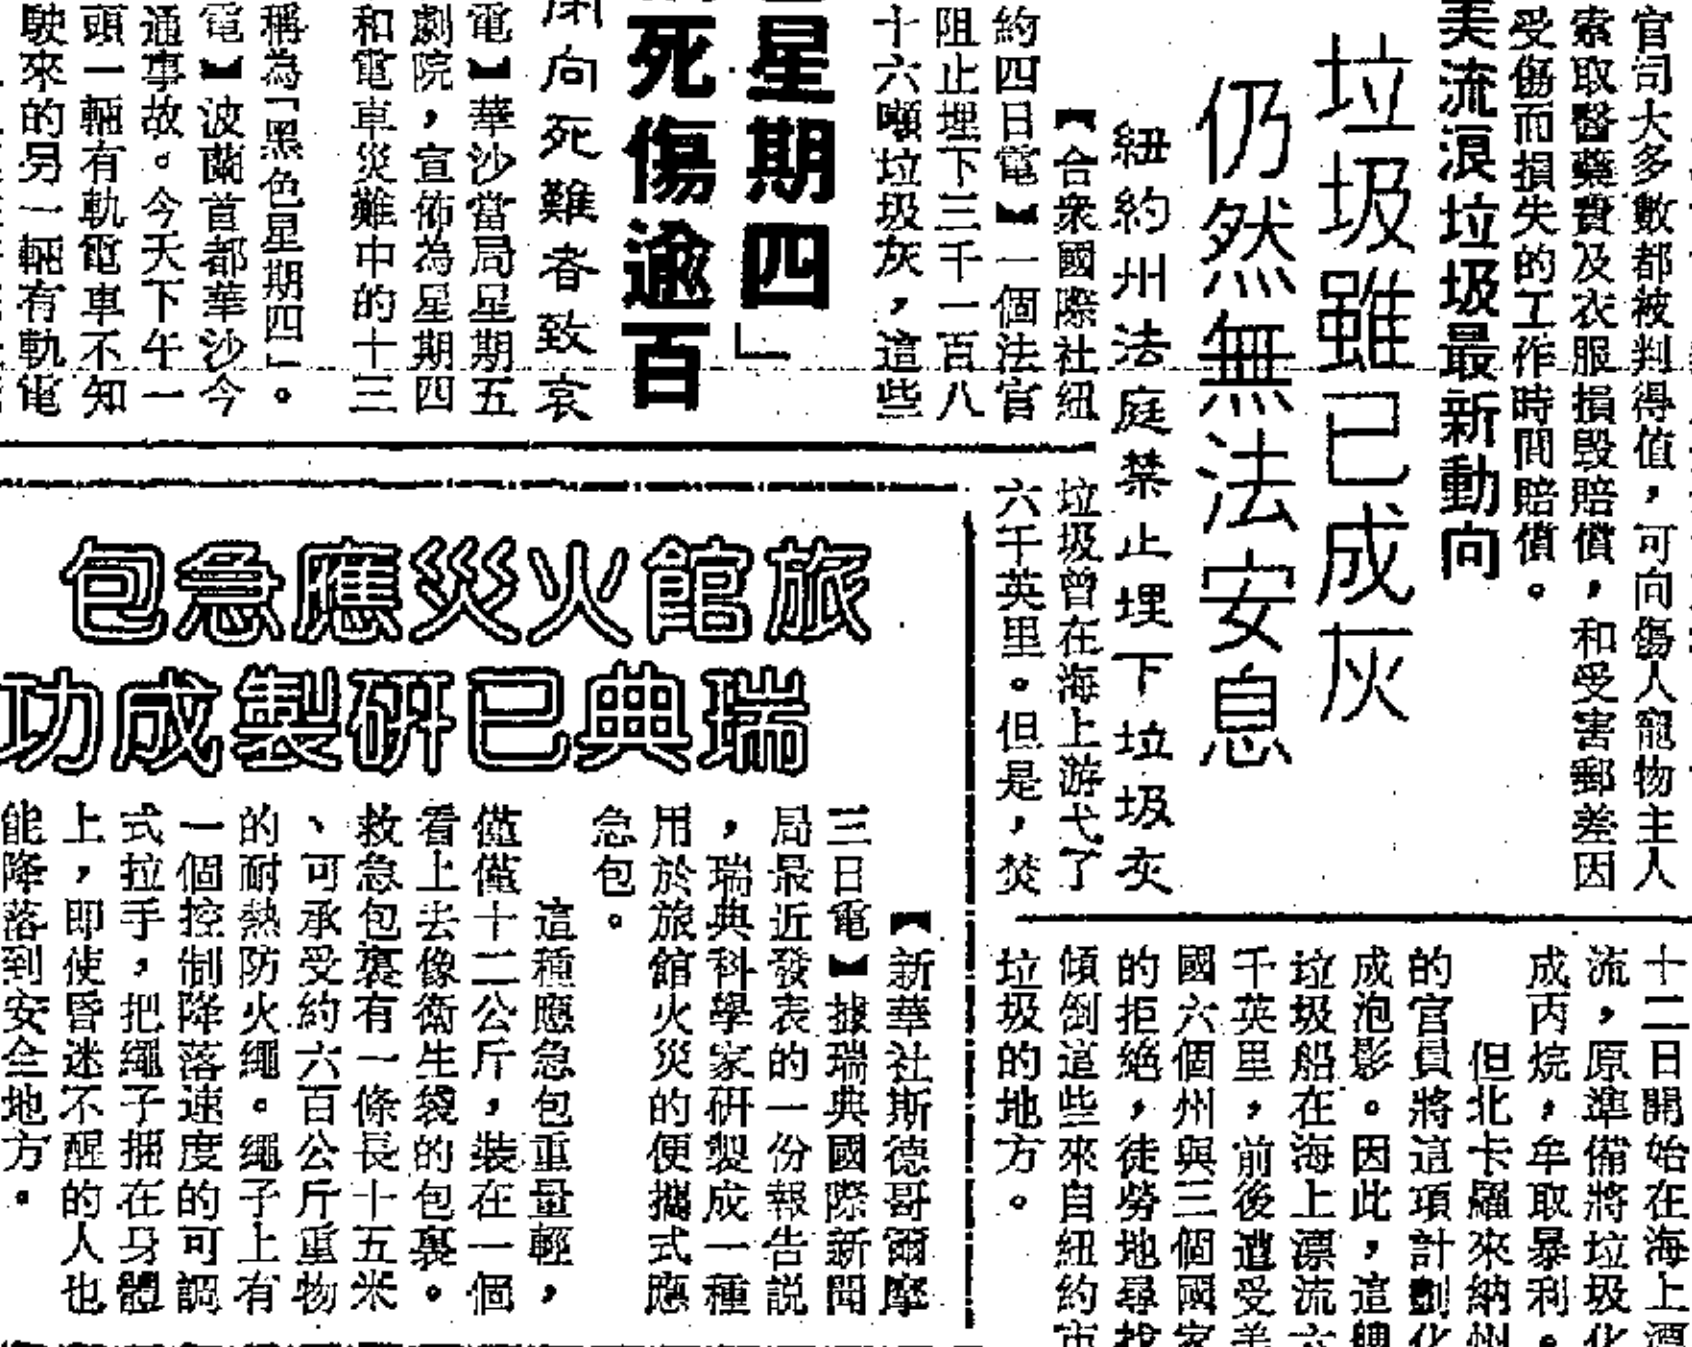 官司大多數都被判得值，可向傷人寵物主人
索取醫藥費及衣服損毀賠償，和受害郵差因
受傷而損失的工作時間賠償。
美流浪垃圾最新動向
垃圾雖已成灰
仍然無法安息
紐約州法庭禁止埋下垃圾灰
【合衆國際社紐
約四日電】一個法官
阻止埋下三千一百八
十六噸垃圾灰，這些
垃圾曾在海上游弋了
六千英里。但是，焚
十二日開始在海上漂
流，原準備將垃圾化
成丙烷，牟取暴利。
但北卡羅來納州
的官員將這項計劃化
成泡影。因此，這艘
垃圾船在海上漂流六
千英里，前後遭受美
國六個州與三個國家
的拒絕，徒勞地尋找
傾倒這些來自紐約市
垃圾的地方。
星期四」
死傷逾百
向死難者致哀
電】華沙當局星期五
劇院，宣佈為星期四
和電車災難中的十三
稱為「黑色星期四」。
電】波蘭首都華沙今
通事故。今天下午一
頭一輛有軌電車不知
駛來的另一輛有軌電
旅館火災應急包
瑞典已研製成功
【新華社斯德哥爾摩
三日電】據瑞典國際新聞
局最近發表的一份報告説
，瑞典科學家研製成一種
用於旅館火災的便攜式應
急包。
這種應急包重量輕，
僅僅十二公斤，裝在一個
看上去像衞生袋的包裏。
救急包裹有一條長十五米
、可承受約六百公斤重物
的耐熱防火繩。繩子上有
一個控制降落速度的可調
式拉手，把繩子捆在身體
上，即使昏迷不醒的人也
能降落到安全地方。